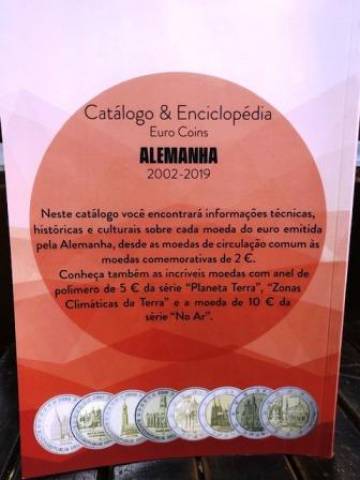 Catálogo & Enciclopédia
Euro Coins
ALEMANHA
2002-2019
Neste catálogo você encontrará informações técnicas,
históricas e culturais sobre cada moeda do euro emitida
pela Alemanha, desde as moedas de circulação comum às
moedas comemorativas de 2 €.
Conheça também as incriveis moedas com anel de
polímero de 5 € da série "Planeta Terra", "Zonas
Climáticas da Terra" e a moeda de 10 € da
série "No Ar".